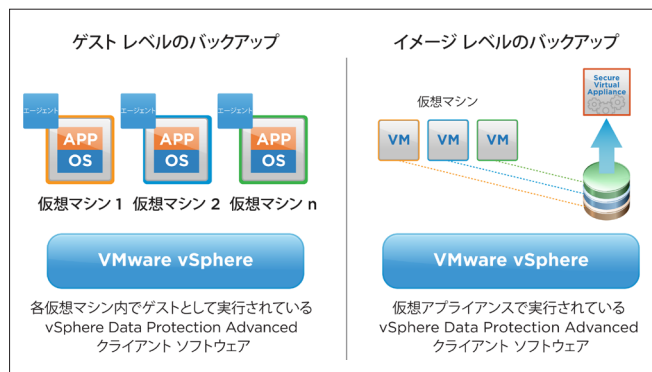 ゲスト レベルのバックアップ
エージェント
エージェント
エージェント
APP
OS
APP
OS
APP
OS
仮想マシン 1
仮想マシン 2
仮想マシン n
VMware vSphere
各仮想マシン内でゲストとして実行されている
vSphere Data Protection Advanced
クライアント ソフトウェア
イメージ レベルのバックアップ
Secure
Virtual
Appliance
仮想マシン
VM
VM
VM
VMware vSphere
仮想アプライアンスで実行されている
vSphere Data Protection Advanced
クライアント ソフトウェア